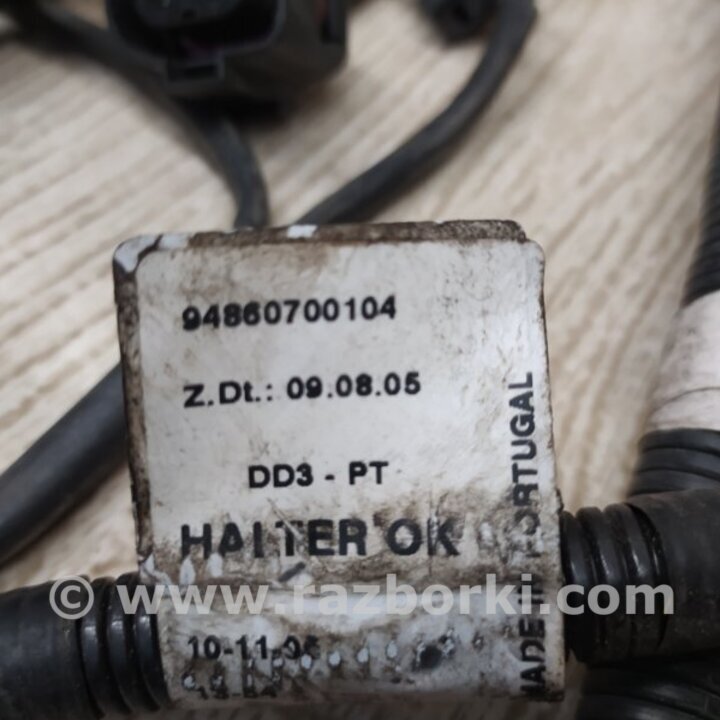 94860700104
Z.Dt.: 09.08.05
DD3 - PT
HALTER OK
MADE IN PORTUGAL
© www.razborki.com